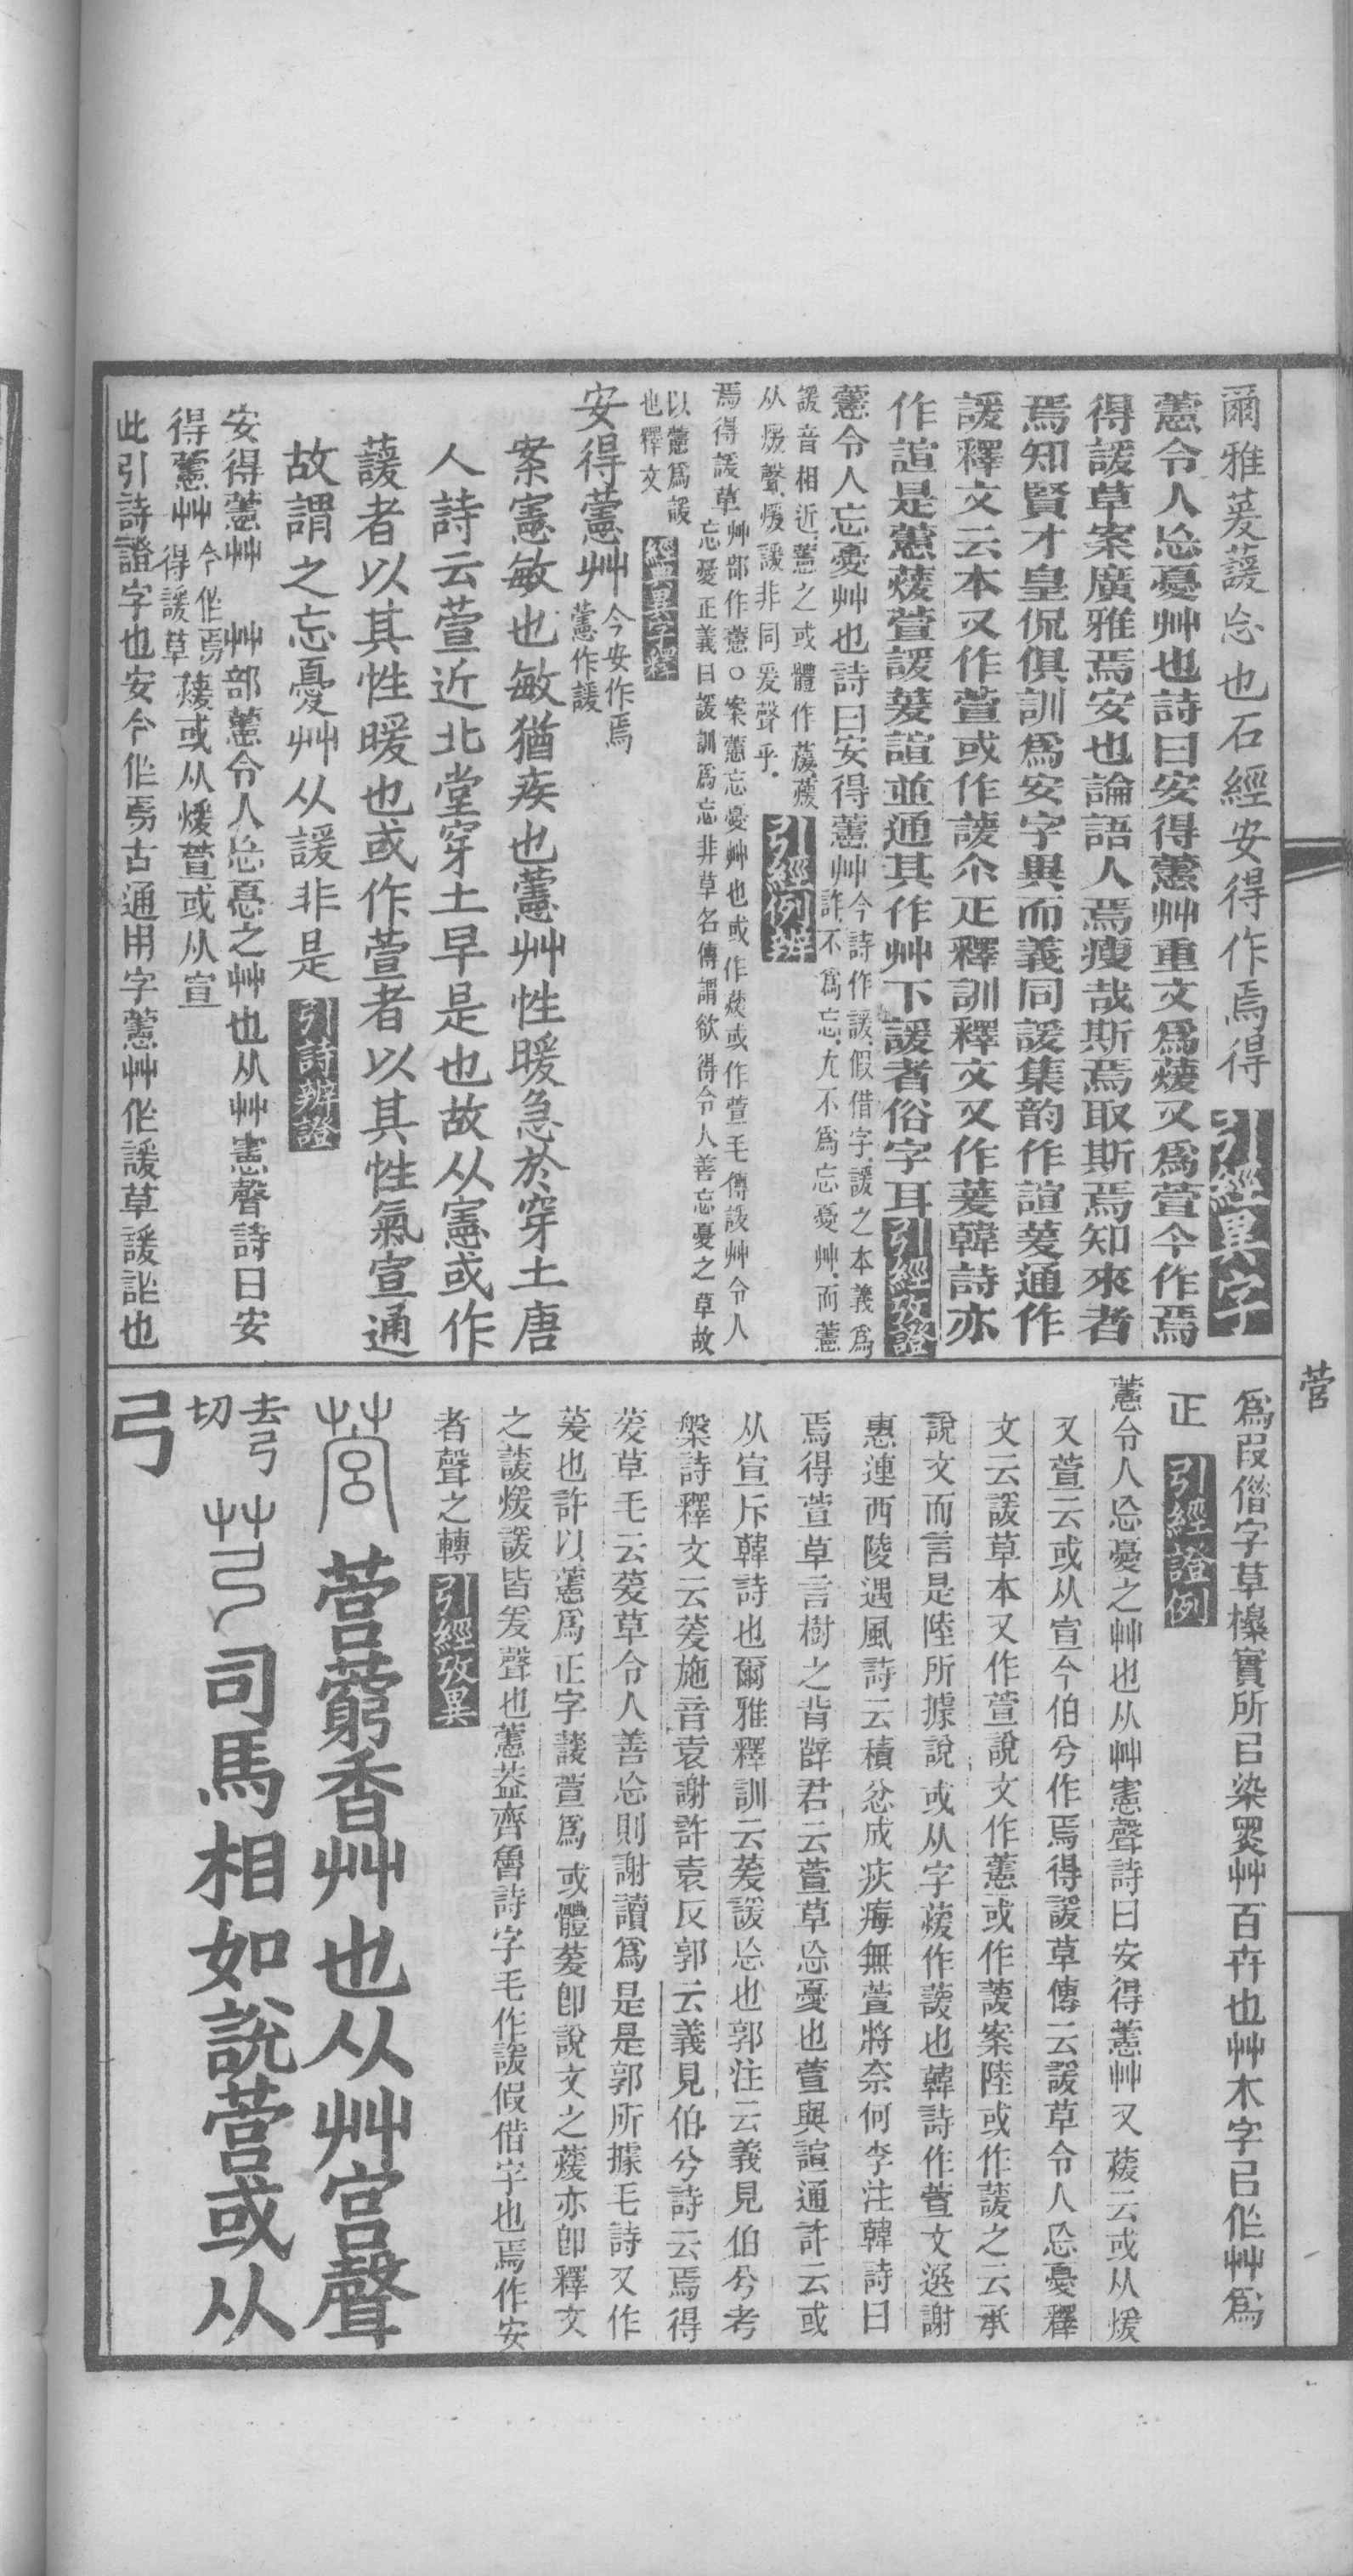 爾雅萲藼忘也石經安得作焉得 引經異字
藼令人忘憂艸也詩曰安得藼艸重文爲蕿又爲萱今作焉
得諼草案廣雅焉安也論語人焉瘦哉斯焉取斯焉知來者
焉知賢才皇侃俱訓爲安字異而義同諼集韵作諠萲通作
諼釋文云本又作萱或作蘐尒疋釋訓釋文又作萲韓詩亦
作諠是藼蕿萱諼萲諠並通其作艸下諼者俗字耳 引經攷證
藼令人忘憂艸也詩曰安得藼艸 今詩作諼假借字諼之本義爲
詐不爲忘尢不爲忘憂艸而藼
諼音相近藼之或體作蕿蕿
从煖聲煖諼非同爰聲乎 引經例辨
焉得諼草 艸部作藼○案藼忘憂艸也或作蕿或作萱毛傳諼艸令人
忘憂正義曰諼訓爲忘非草名傳謂欲得令人善忘憂之草故
以藼爲諼
也釋文 經異字釋
安得藼艸 今安作焉
藼作諼
案憲敏也敏猶疾也藼艸性暖急於穿土唐
人詩云萱近北堂穿土早是也故从憲或作
蘐者以其性暖也或作萱者以其性氣宣通
故謂之忘憂艸从諼非是 引詩辨證
安得藼艸 艸部藼令人忘憂之艸也从艸憲聲詩曰安
得藼艸 今作焉
得諼草 蕿或从煖萱或从宣
此引詩證字也安今作焉古通用字藼艸作諼草諼詐也
爲叚借字草櫟實所㠯染㒼艸百卉也艸木字㠯作艸爲
正 引經證例
藼令人忘憂之艸也从艸憲聲詩曰安得藼艸又蕿云或从煖
又萱云或从宣今伯兮作焉得諼草傳云諼草令人忘憂釋
文云諼草本又作萱說文作藼或作蘐案陸或作蘐之云承
說文而言是陸所據說或从字蕿作蘐也韓詩作萱文選謝
惠連西陵遇風詩云積忿成疢痗無萱將奈何李注韓詩曰
焉得萱草言樹之背薛君云萱草忘憂也萱與諠通許云或
从宣斥韓詩也爾雅釋訓云萲諼忘也郭注云義見伯兮考
槃詩釋文云萲施音袁謝許袁反郭云義見伯兮詩云焉得
萲草毛云萲草令人善忘則謝讀爲是是郭所據毛詩又作
萲也許以藼爲正字蕿萱爲或體萲卽說文之蕿亦卽釋文
之蘐煖諼皆爰聲也藼葢齊魯詩字毛作諼假借字也焉作安
者聲之轉 引經攷異
營 营藭香艸也从艸宮聲
去弓
切 芎 司馬相如說营或从
弓
营